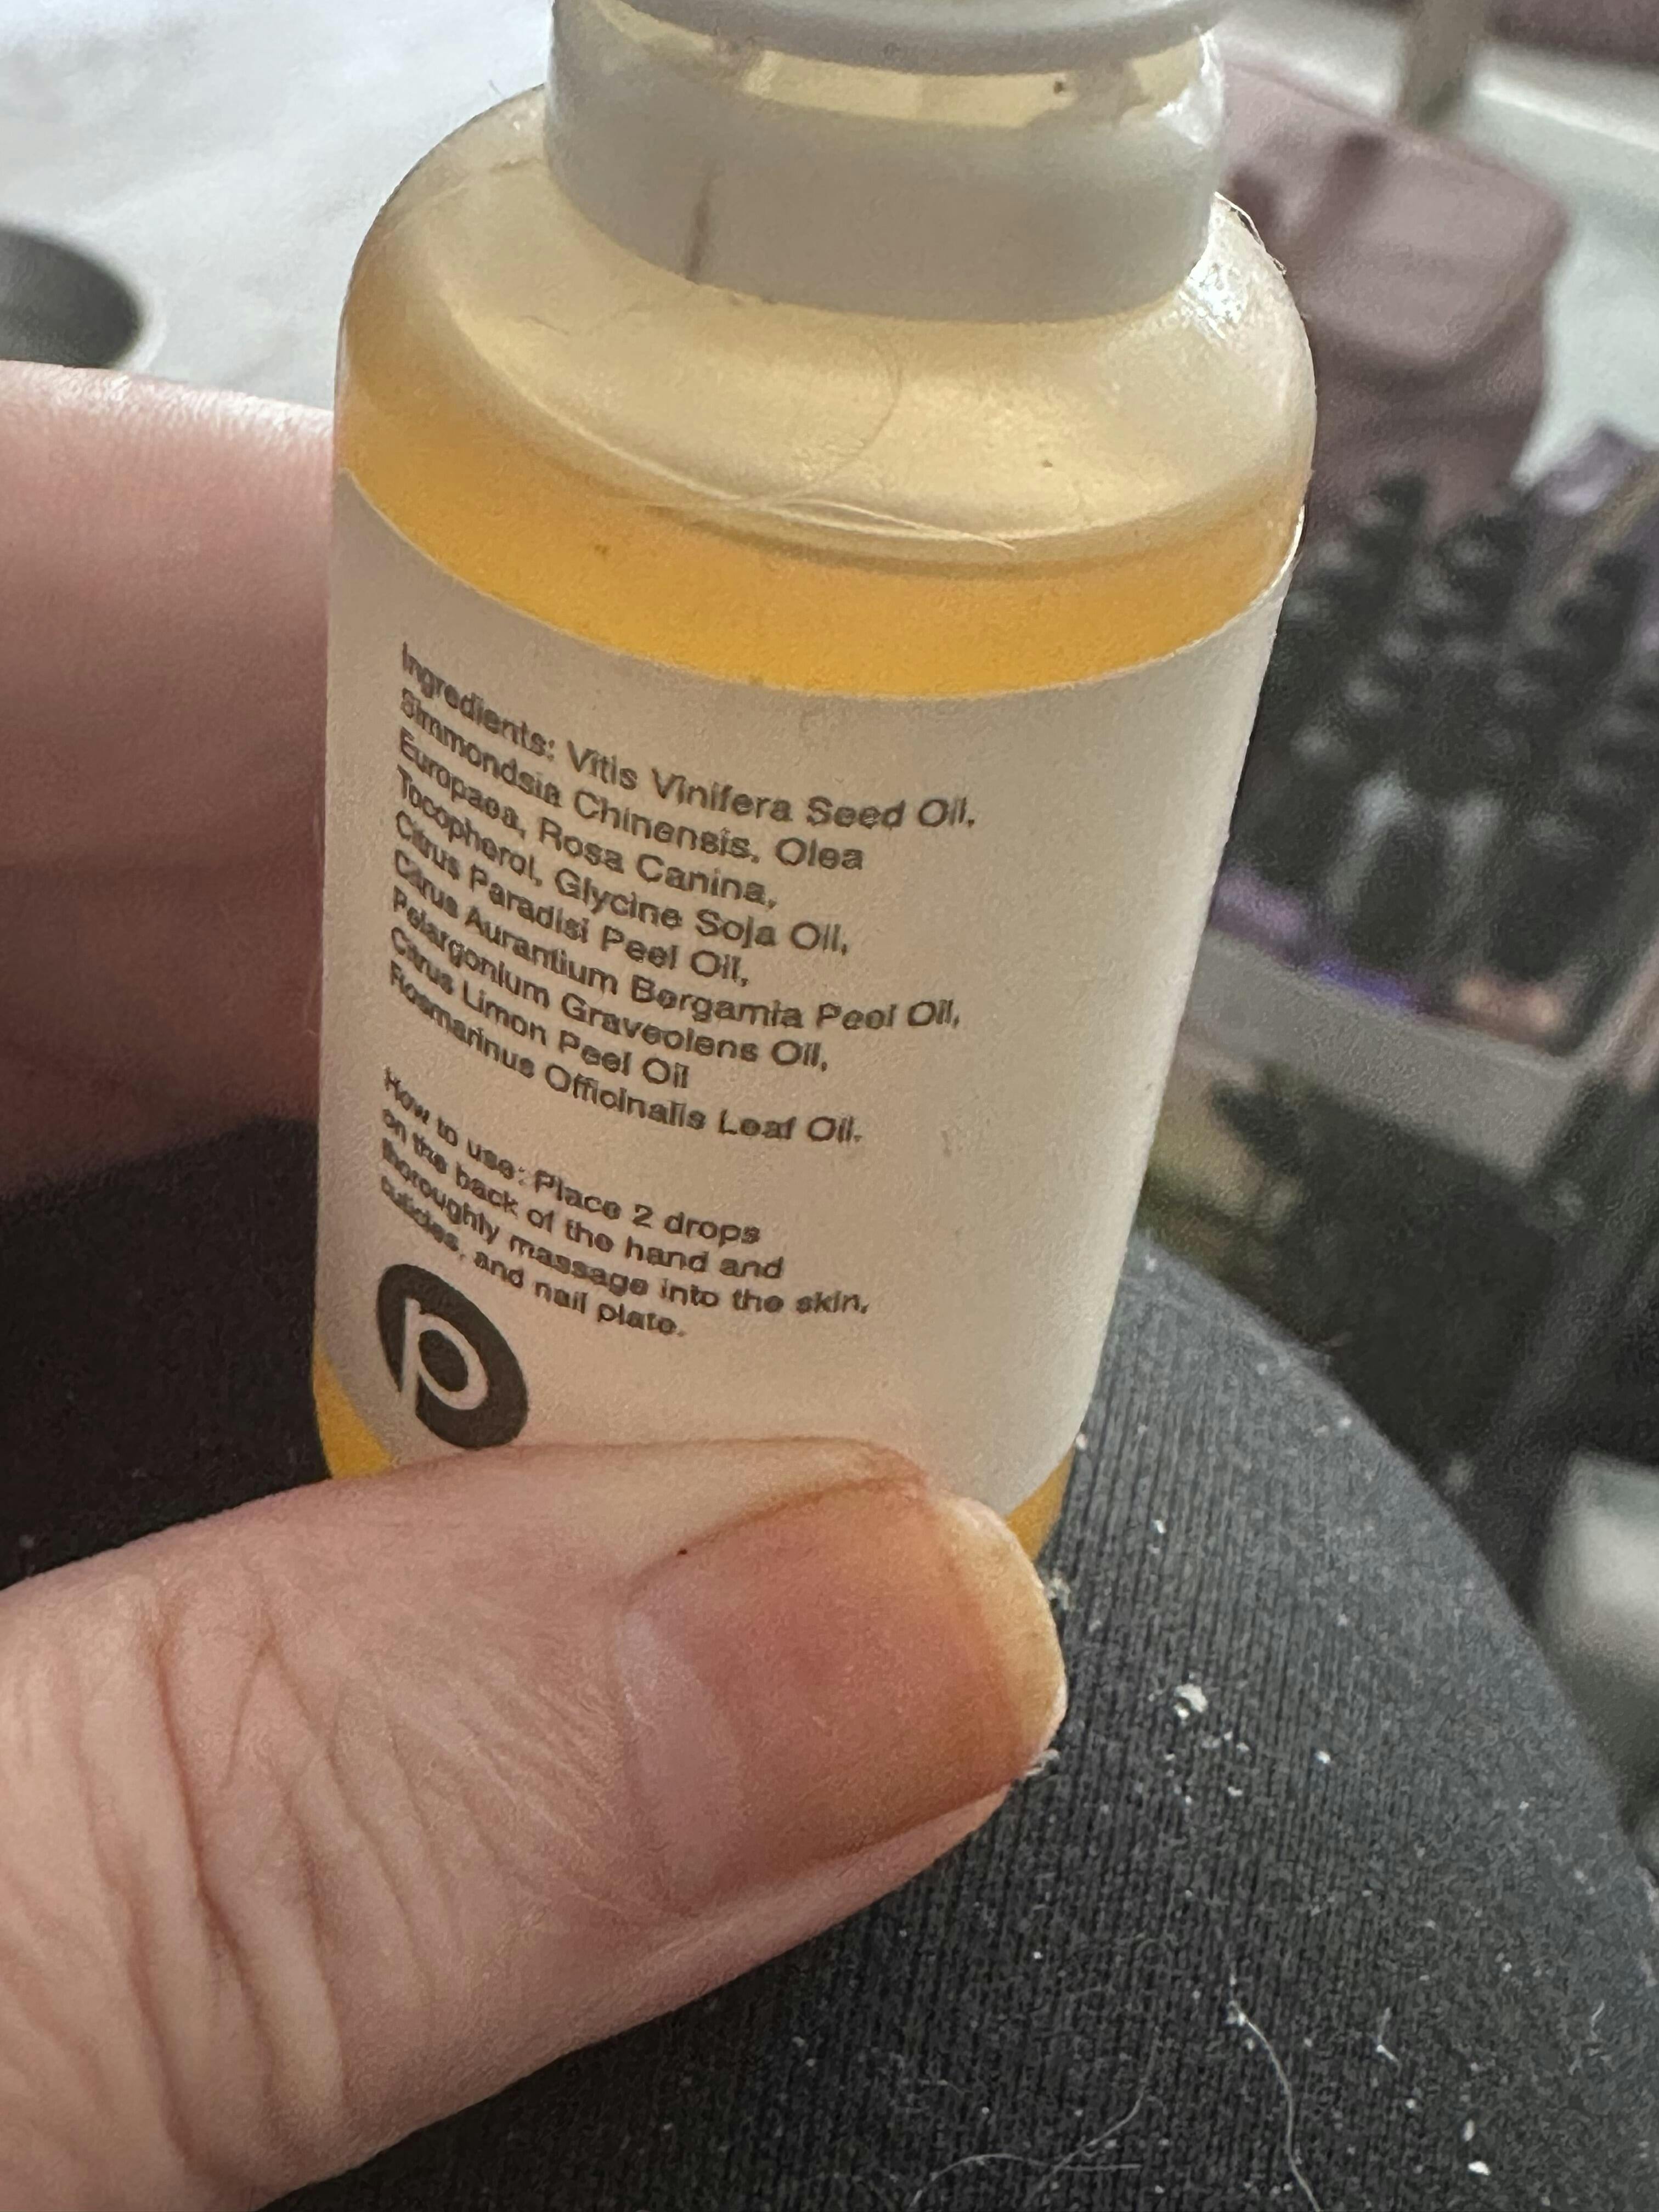 Ingredients: Vitis Vinifera Seed Oil,
Simmondsia Chinensis, Olea
Europaea, Rosa Canina,
Tocopherol, Glycine Soja Oil,
Citrus Paradisi Peel Oil,
Citrus Aurantium Bergamia Peel Oil,
Pelargonium Graveolens Oil,
Citrus Limon Peel Oil
Rosmarinus Officinalis Leaf Oil.
How to use: Place 2 drops
on the back of the hand and
thoroughly massage into the skin,
cuticles, and nail plate.
p